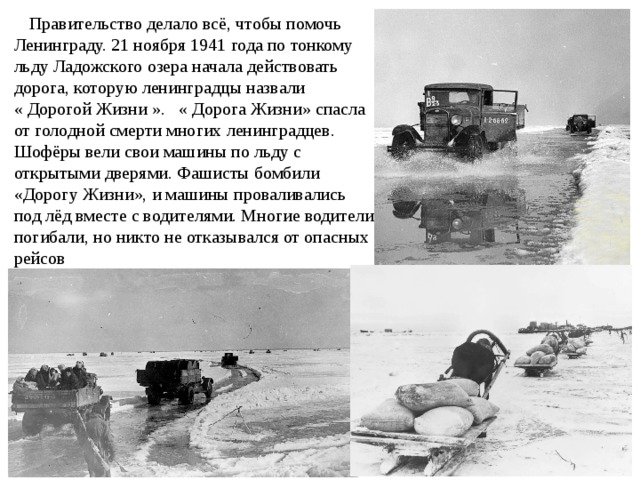 Правительство делало всё, чтобы помочь
Ленинграду. 21 ноября 1941 года по тонкому
льду Ладожского озера начала действовать
дорога, которую ленинградцы назвали
« Дорогой Жизни ».   « Дорога Жизни» спасла
от голодной смерти многих ленинградцев.
Шофёры вели свои машины по льду с
открытыми дверями. Фашисты бомбили
«Дорогу Жизни», и машины проваливались
под лёд вместе с водителями. Многие водители
погибали, но никто не отказывался от опасных
рейсов